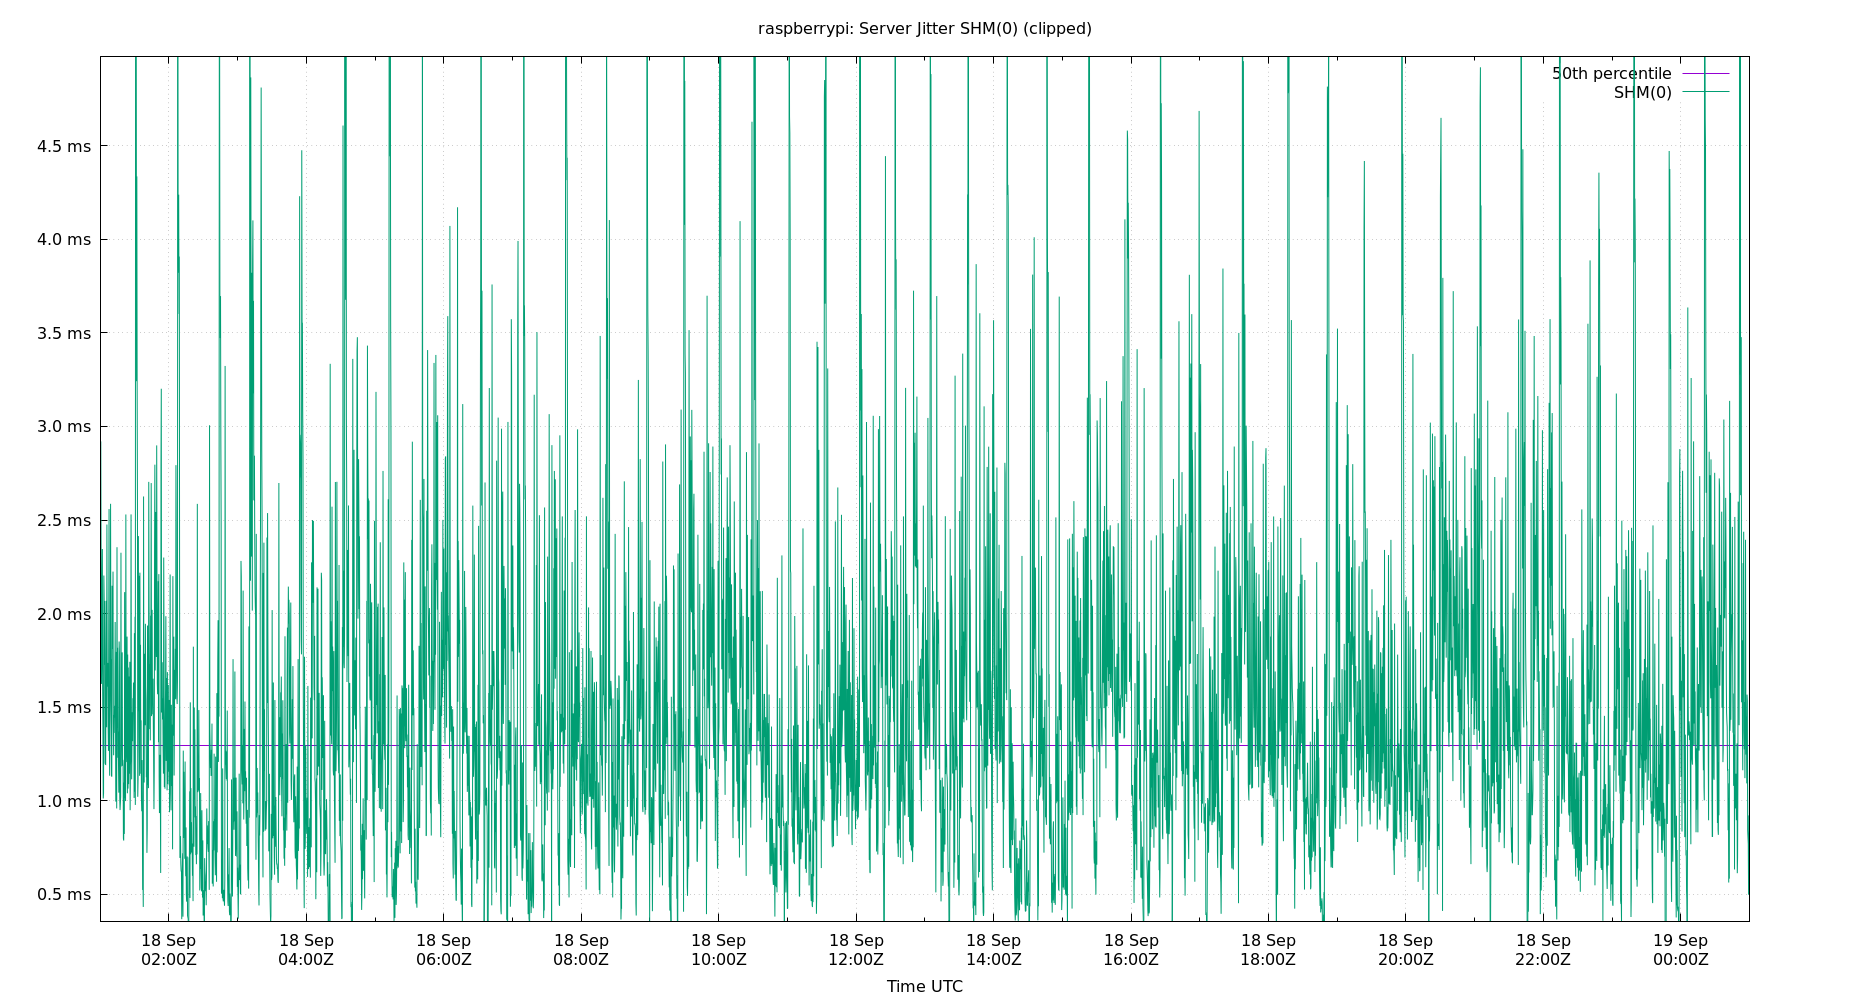 raspberrypi: Server Jitter SHM(0) (clipped)
50th percentile
SHM(0)
4.5 ms
4.0 ms
3.5 ms
3.0 ms
2.5 ms
2.0 ms
1.5 ms
1.0 ms
0.5 ms
18 Sep 18 Sep 18 Sep 18 Sep 18 Sep 18 Sep 18 Sep 18 Sep 18 Sep 18 Sep 18 Sep 19 Sep
02:00Z 04:00Z 06:00Z 08:00Z 10:00Z 12:00Z 14:00Z 16:00Z 18:00Z 20:00Z 22:00Z 00:00Z
Time UTC